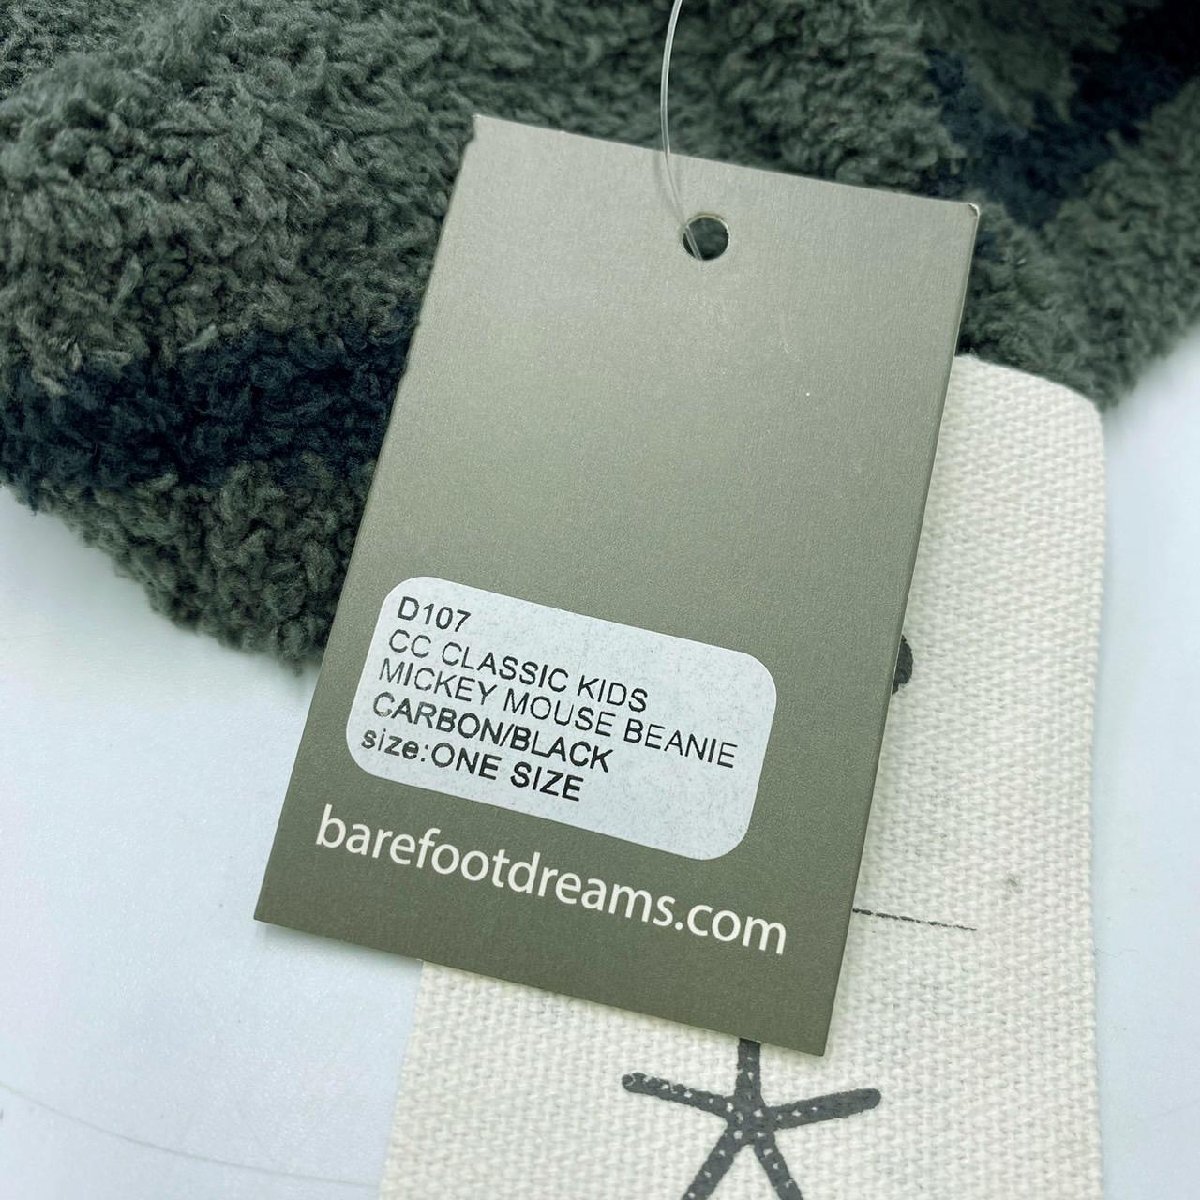 D107
CC CLASSIC KIDS
MICKEY MOUSE BEANIE
CARBON/BLACK
size:ONE SIZE
barefootdreams.com